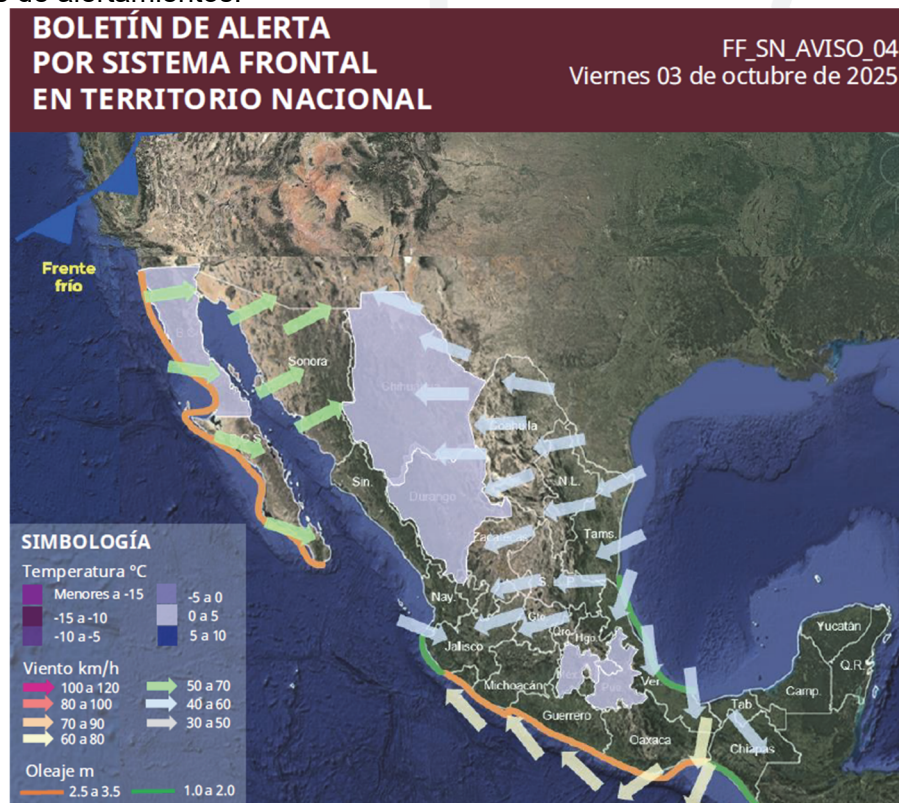 de alertamientos.
BOLETÍN DE ALERTA
POR SISTEMA FRONTAL
EN TERRITORIO NACIONAL
FF_SN_AVISO_04
Viernes 03 de octubre de 2025
Frente
frío
B.C.
Sonora
Chihuahua
Coahuila
Sin.
Durango
N.L.
Zacatecas
Tams.
Nay.
S. P.
Gto.
Qro.
Hgo.
Jalisco
Michoacán
Méx.
Pue.
Ver.
Guerrero
Oaxaca
Tab
Chiapas
Camp.
Yucatán
Q.R.
SIMBOLOGÍA
Temperatura °C
Menores a -15
-15 a -10
-10 a -5
-5 a 0
0 a 5
5 a 10
Viento km/h
100 a 120
80 a 100
70 a 90
60 a 80
50 a 70
40 a 60
30 a 50
Oleaje m
2.5 a 3.5
1.0 a 2.0